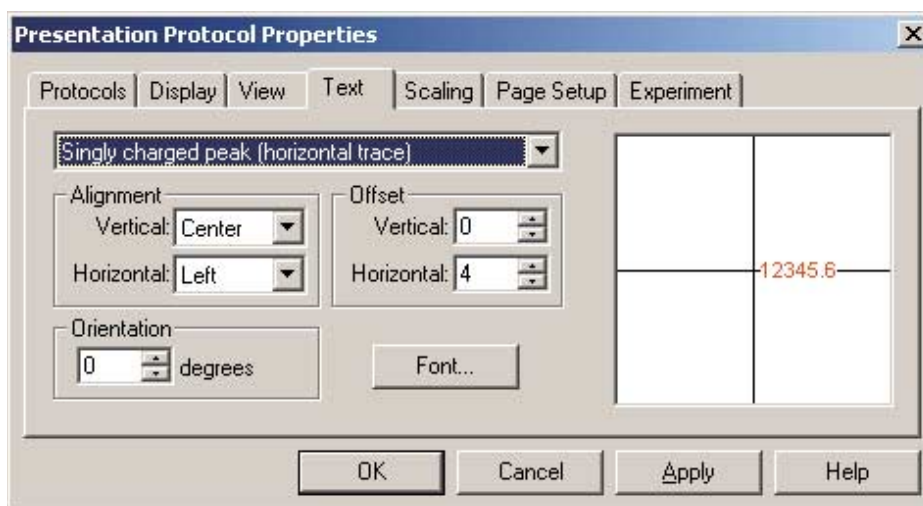 Presentation Protocol Properties
Protocols Display View Text Scaling Page Setup Experiment
Singly charged peak (horizontal trace)
Alignment
Vertical: Center
Horizontal: Left
Offset
Vertical: 0
Horizontal: 4
12345.6
Orientation
0 degrees
Font...
OK Cancel Apply Help